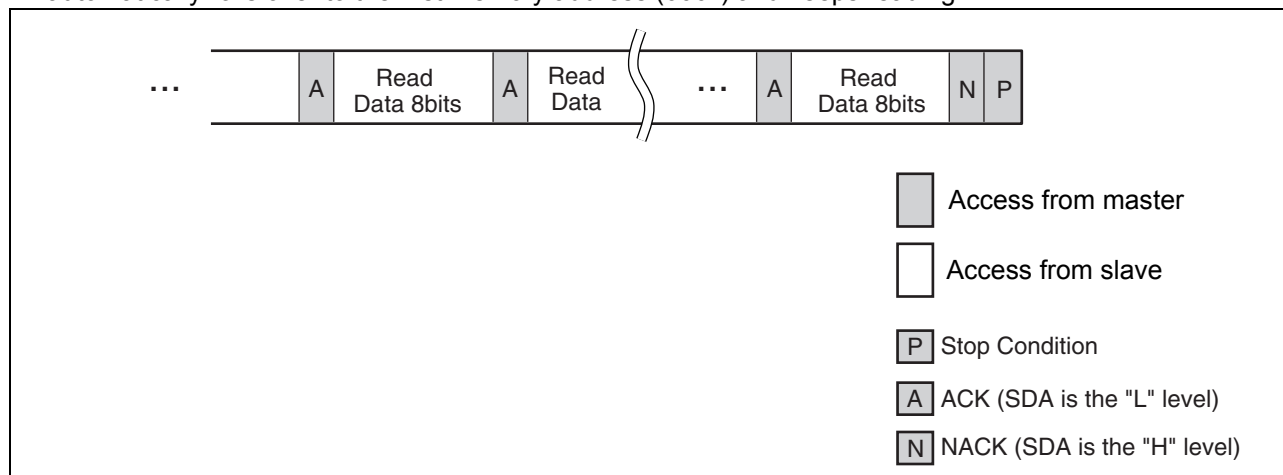 ... A Read
Data 8bits A Read
Data ... A Read
Data 8bits N P
Access from master
Access from slave
P Stop Condition
A ACK (SDA is the "L" level)
N NACK (SDA is the "H" level)